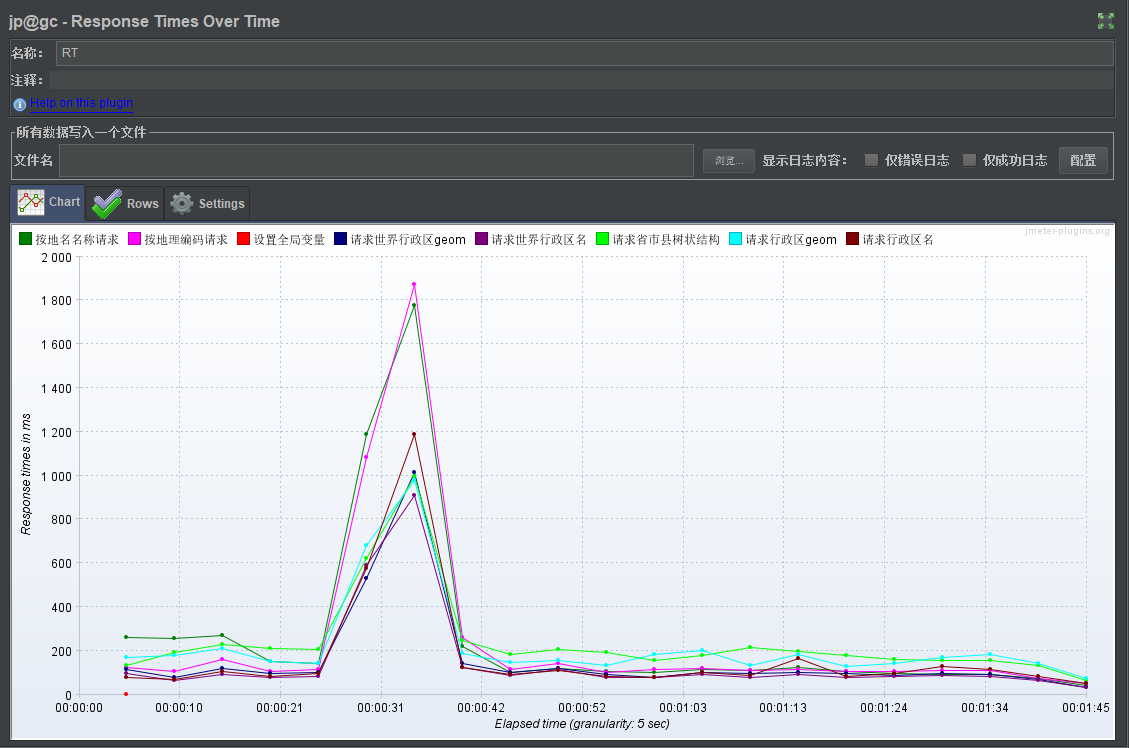 jp@gc - Response Times Over Time
名称： RT
注释：
Help on this plugin
所有数据写入一个文件
文件名 浏览... 显示日志内容： 仅错误日志 仅成功日志 配置
Chart Rows Settings
按地名名称请求 按地理编码请求 设置全局变量 请求世界行政区geom 请求世界行政区名 请求省市县树状结构 请求行政区geom 请求行政区名
jmeter-plugins.org
2 000
1 800
1 600
1 400
1 200
1 000
800
600
400
200
0
Response times in ms
00:00:00 00:00:10 00:00:21 00:00:31 00:00:42 00:00:52 00:01:03 00:01:13 00:01:24 00:01:34 00:01:45
Elapsed time (granularity: 5 sec)